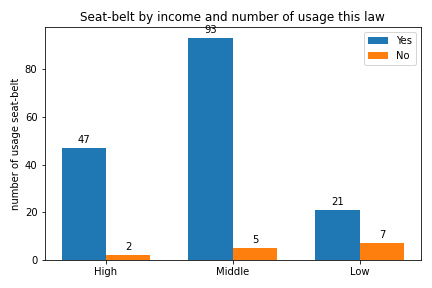 Seat-belt by income and number of usage this law
Yes
No
number of usage seat-belt
80
60
40
20
0
47
2
93
5
21
7
High
Middle
Low